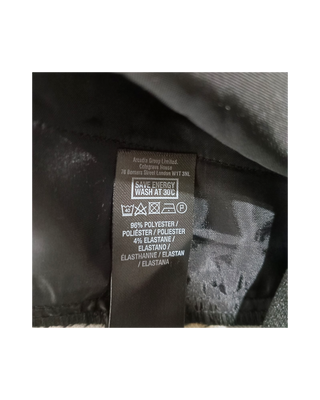 Arcadia Group Limited.
Colegrave House
70 Berners Street London W1T 3NL
SAVE ENERGY
WASH AT 30C
40 P
96% POLYESTER /
POLIÉSTER / POLIESTER
4% ELASTANE /
ELASTANO /
ELASTHANNE / ELASTAN
/ ELASTANA